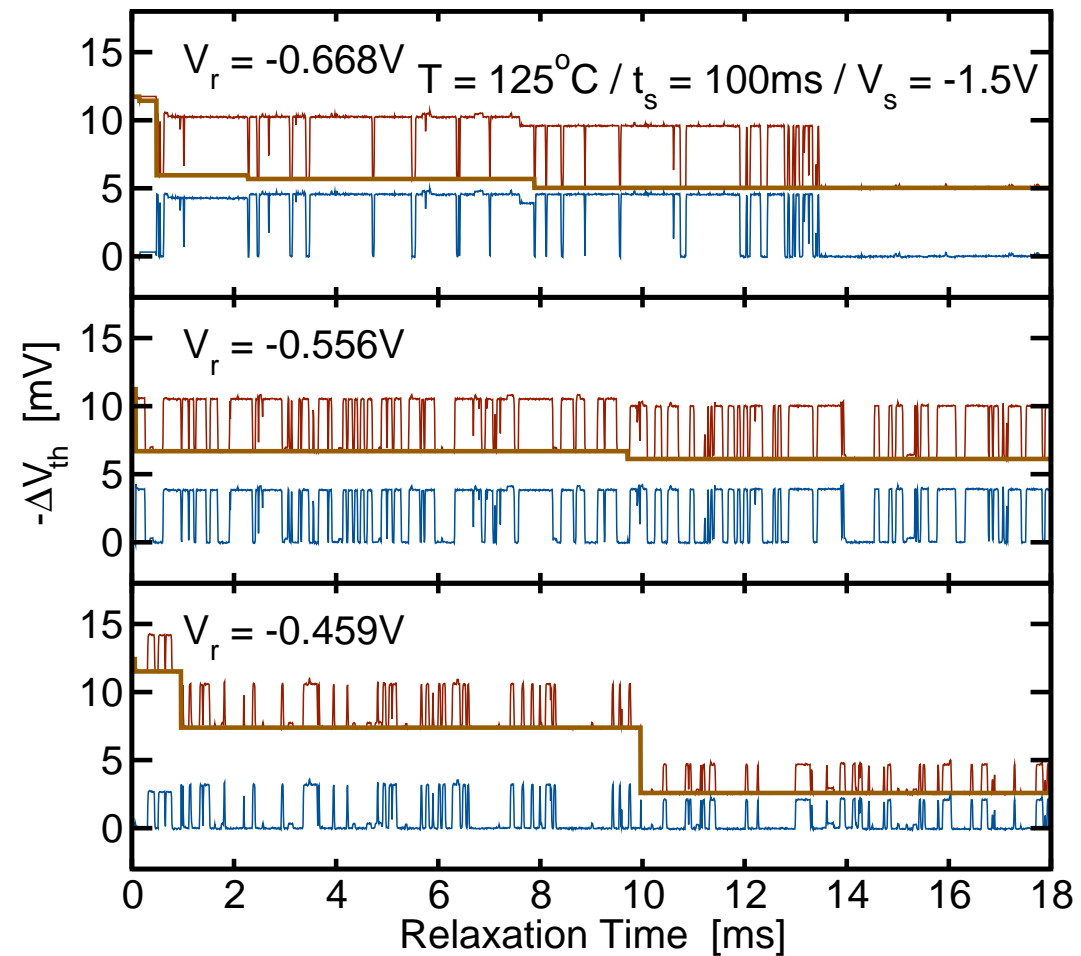 V_r = -0.668V
T = 125°C / t_s = 100ms / V_s = -1.5V
15
10
5
0
V_r = -0.556V
15
10
5
0
-ΔV_th [mV]
V_r = -0.459V
15
10
5
0
0 2 4 6 8 10 12 14 16 18
Relaxation Time [ms]